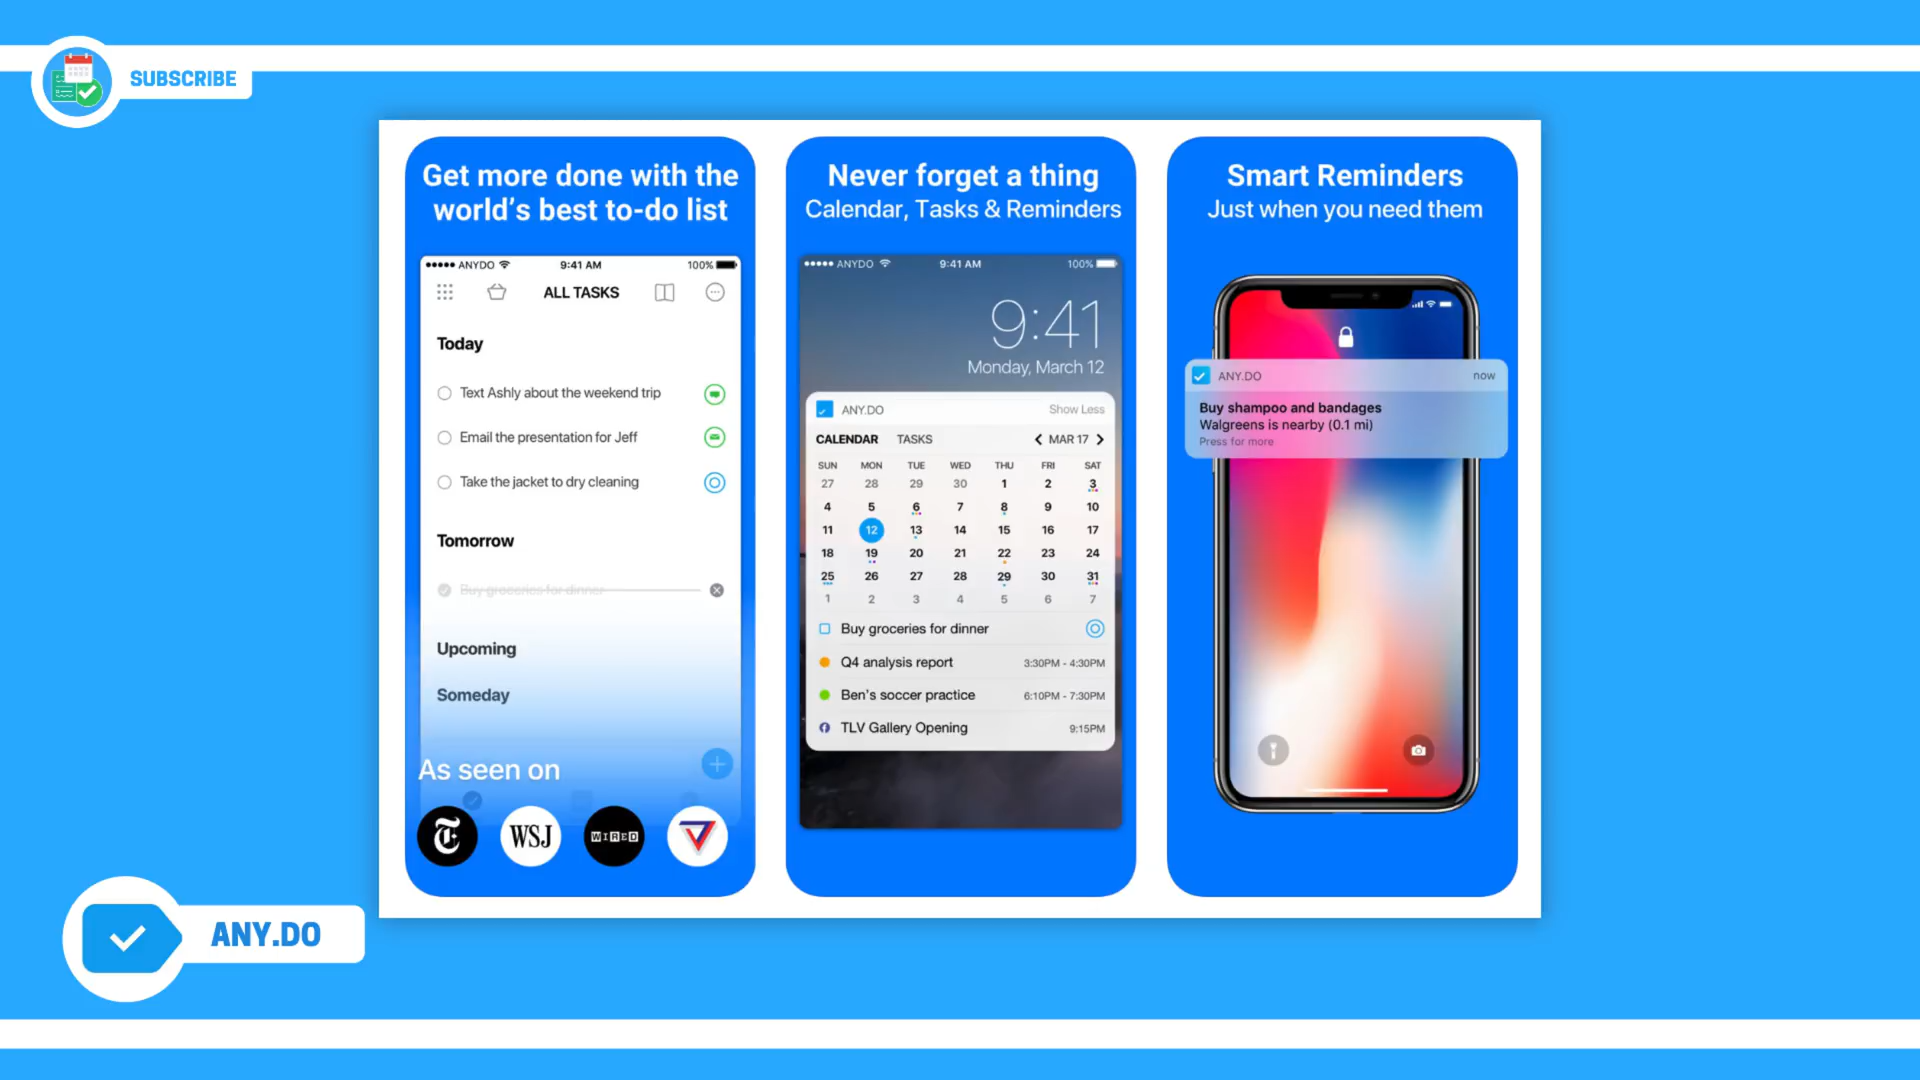 SUBSCRIBE
Get more done with the
world's best to-do list
ANYDO
9:41 AM
100%
ALL TASKS
Today
Text Ashly about the weekend trip
Email the presentation for Jeff
Take the jacket to dry cleaning
Tomorrow
Buy groceries for dinner
Upcoming
Someday
As seen on
T
WSJ
WIRED
Never forget a thing
Calendar, Tasks & Reminders
ANYDO
9:41 AM
100%
9:41
Monday, March 12
ANY.DO
Show Less
CALENDAR TASKS
MAR 17
SUN MON TUE WED THU FRI SAT
27 28 29 30 1 2 3
4 5 6 7 8 9 10
11 12 13 14 15 16 17
18 19 20 21 22 23 24
25 26 27 28 29 30 31
1 2 3 4 5 6 7
Buy groceries for dinner
Q4 analysis report 3:30PM - 4:30PM
Ben's soccer practice 6:10PM - 7:30PM
TLV Gallery Opening 9:15PM
Smart Reminders
Just when you need them
ANY.DO
now
Buy shampoo and bandages
Walgreens is nearby (0.1 mi)
Press for more
ANY.DO